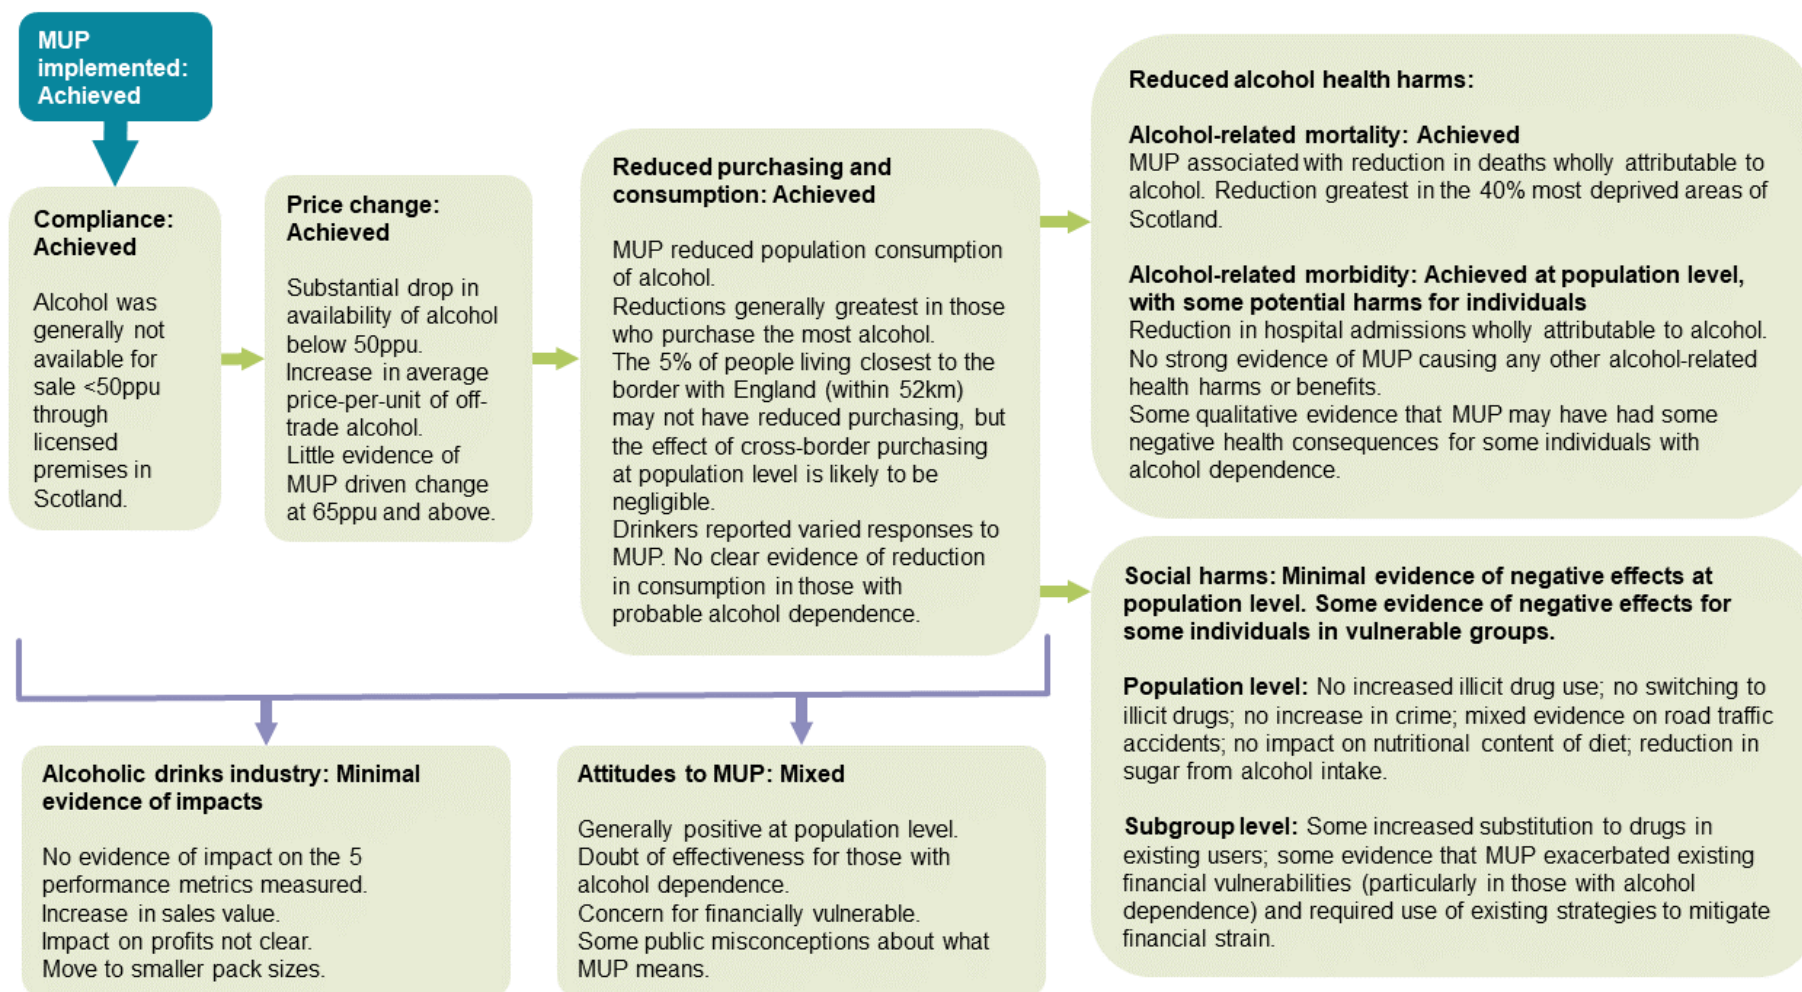 MUP
implemented:
Achieved
Compliance:
Achieved
Alcohol was
generally not
available for
sale <50ppu
through
licensed
premises in
Scotland.
Price change:
Achieved
Substantial drop in
availability of alcohol
below 50ppu.
Increase in average
price-per-unit of off-
trade alcohol.
Little evidence of
MUP driven change
at 65ppu and above.
Reduced purchasing and
consumption: Achieved
MUP reduced population consumption
of alcohol.
Reductions generally greatest in those
who purchase the most alcohol.
The 5% of people living closest to the
border with England (within 52km)
may not have reduced purchasing, but
the effect of cross-border purchasing
at population level is likely to be
negligible.
Drinkers reported varied responses to
MUP. No clear evidence of reduction
in consumption in those with
probable alcohol dependence.
Reduced alcohol health harms:
Alcohol-related mortality: Achieved
MUP associated with reduction in deaths wholly attributable to
alcohol. Reduction greatest in the 40% most deprived areas of
Scotland.
Alcohol-related morbidity: Achieved at population level,
with some potential harms for individuals
Reduction in hospital admissions wholly attributable to alcohol.
No strong evidence of MUP causing any other alcohol-related
health harms or benefits.
Some qualitative evidence that MUP may have had some
negative health consequences for some individuals with
alcohol dependence.
Social harms: Minimal evidence of negative effects at
population level. Some evidence of negative effects for
some individuals in vulnerable groups.
Population level: No increased illicit drug use; no switching to
illicit drugs; no increase in crime; mixed evidence on road traffic
accidents; no impact on nutritional content of diet; reduction in
sugar from alcohol intake.
Subgroup level: Some increased substitution to drugs in
existing users; some evidence that MUP exacerbated existing
financial vulnerabilities (particularly in those with alcohol
dependence) and required use of existing strategies to mitigate
financial strain.
Alcoholic drinks industry: Minimal
evidence of impacts
No evidence of impact on the 5
performance metrics measured.
Increase in sales value.
Impact on profits not clear.
Move to smaller pack sizes.
Attitudes to MUP: Mixed
Generally positive at population level.
Doubt of effectiveness for those with
alcohol dependence.
Concern for financially vulnerable.
Some public misconceptions about what
MUP means.